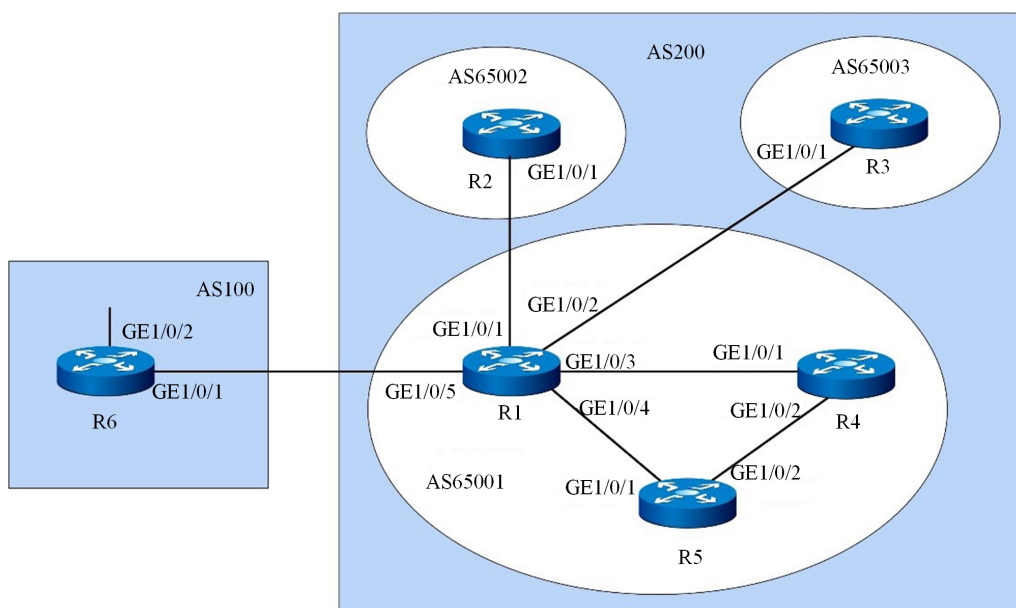 AS200
AS65002
AS65003
R2
GE1/0/1
GE1/0/1
R3
AS100
GE1/0/2
GE1/0/2
GE1/0/1
GE1/0/1
R6
GE1/0/1
GE1/0/5
R1
GE1/0/3
GE1/0/4
GE1/0/2
R4
AS65001
GE1/0/1
GE1/0/2
R5